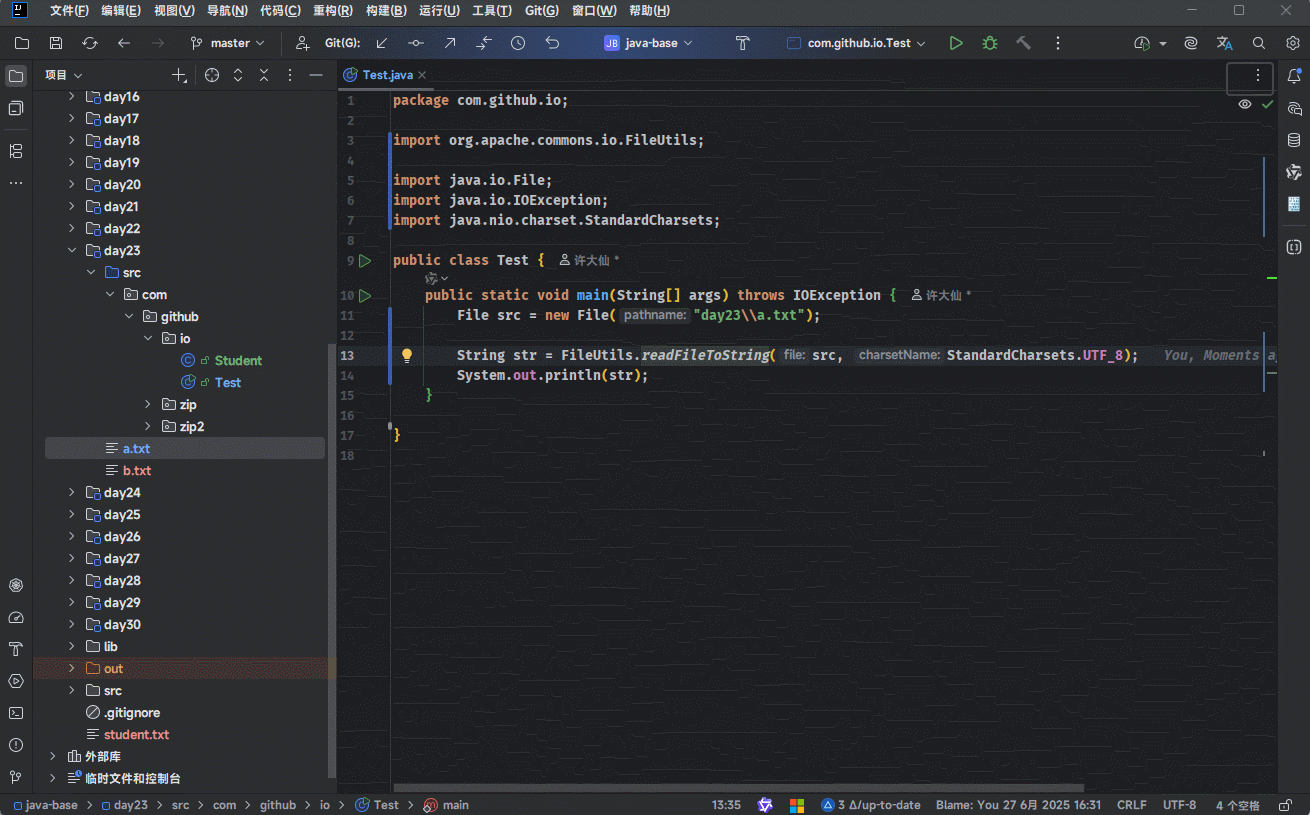 文件(F) 编辑(E) 视图(V) 导航(N) 代码(C) 重构(R) 构建(B) 运行(U) 工具(T) Git(G) 窗口(W) 帮助(H)
master Git(G): JB java-base com.github.io.Test
项目
Test.java
day16
day17
day18
day19
day20
day21
day22
day23
src
com
github
io
Student
Test
zip
zip2
a.txt
b.txt
day24
day25
day26
day27
day28
day29
day30
lib
out
src
.gitignore
student.txt
外部库
临时文件和控制台
1 package com.github.io;
2
3 import org.apache.commons.io.FileUtils;
4
5 import java.io.File;
6 import java.io.IOException;
7 import java.nio.charset.StandardCharsets;
8
9 public class Test { 许大仙 *
10 public static void main(String[] args) throws IOException { 许大仙 *
11 File src = new File( pathname: "day23\\a.txt");
12
13 String str = FileUtils.readFileToString( file: src, charsetName: StandardCharsets.UTF_8); You, Moments a
14 System.out.println(str);
15 }
16
17 }
18
java-base > day23 > src > com > github > io > Test > main 13:35 3 Δ/up-to-date Blame: You 27 6月 2025 16:31 CRLF UTF-8 4 个空格